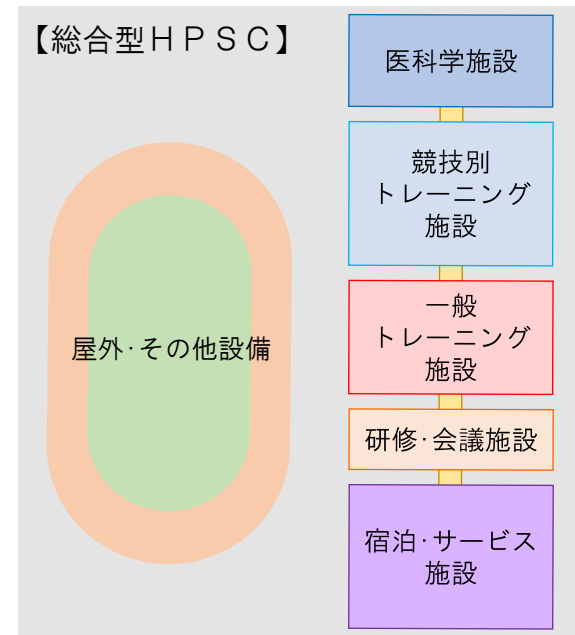 【総合型ＨＰＳＣ】
医科学施設
競技別
トレーニング
施設
一般
トレーニング
施設
屋外･その他設備
研修･会議施設
宿泊･サービス
施設